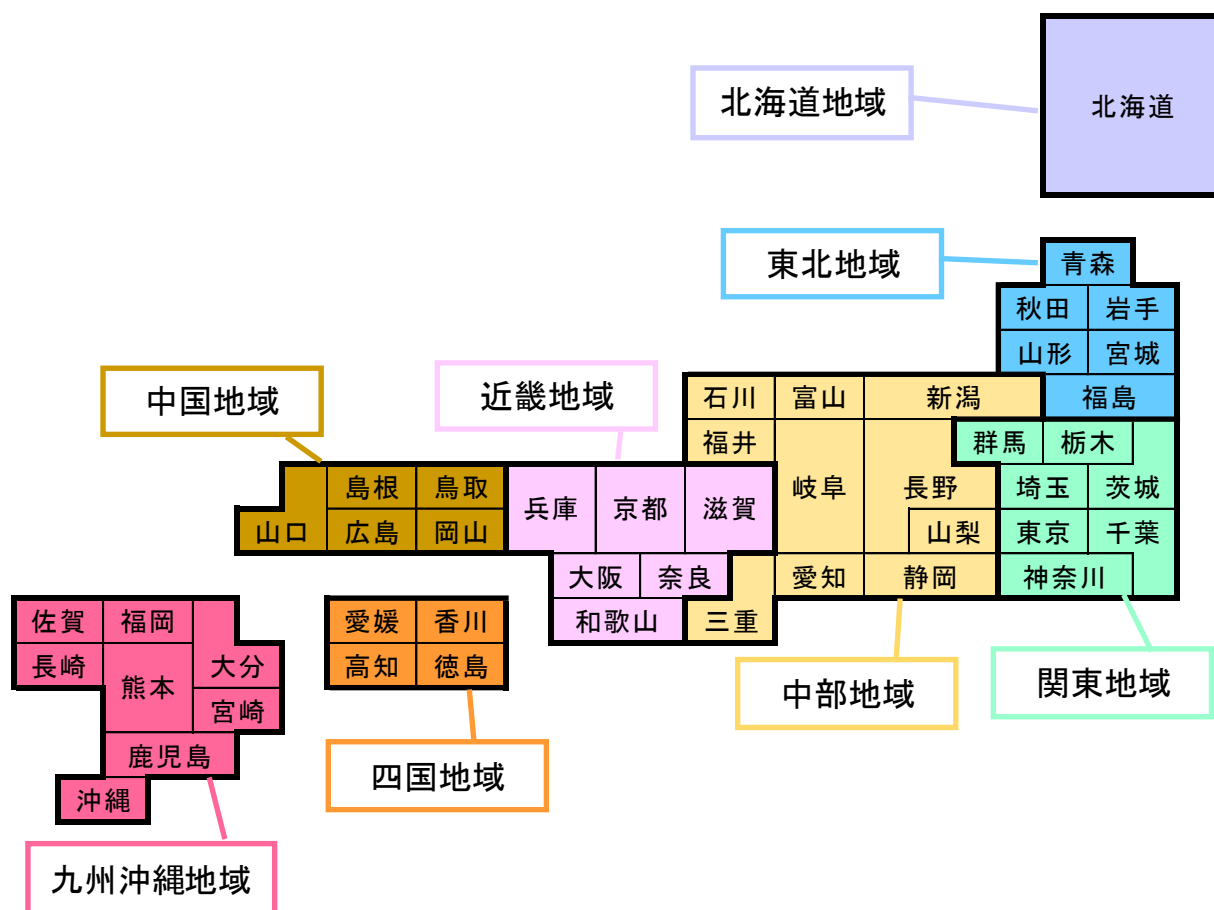 北海道地域
北海道
東北地域
青森
秋田 岩手
山形 宮城
福島
中国地域
近畿地域
石川 富山 新潟
福井
群馬 栃木
島根 鳥取
兵庫 京都 滋賀
岐阜 長野
埼玉 茨城
山口 広島 岡山
山梨
東京 千葉
大阪 奈良
愛知 静岡
神奈川
和歌山
三重
佐賀 福岡
愛媛 香川
長崎 大分
高知 徳島
熊本
宮崎
中部地域
関東地域
鹿児島
四国地域
沖縄
九州沖縄地域